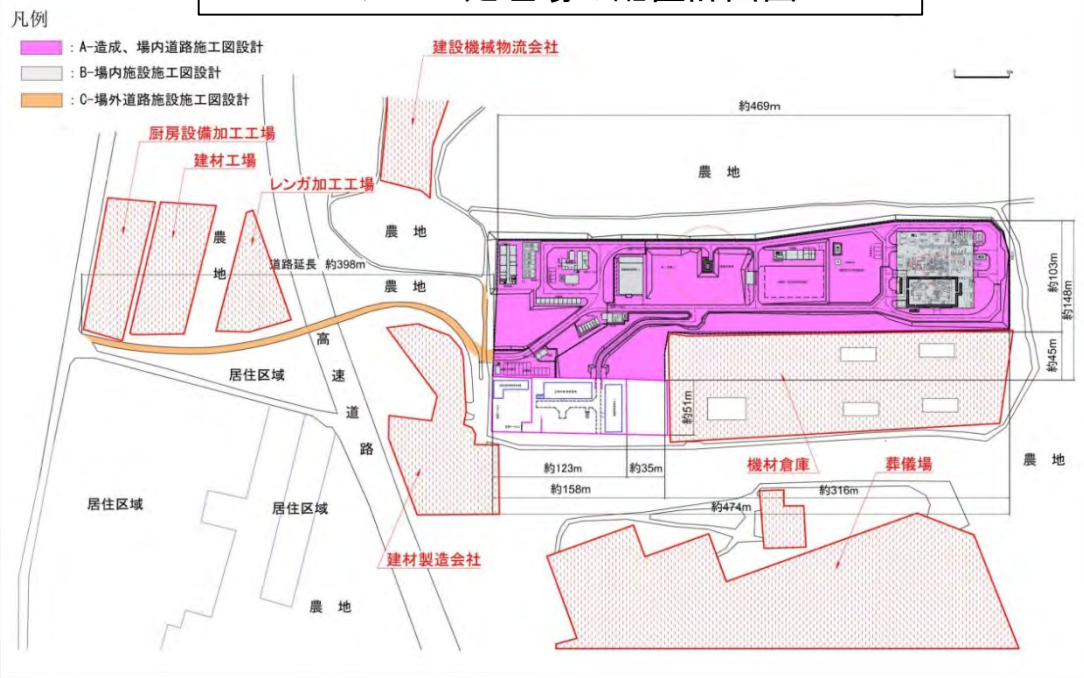 凡例
：A-造成、場内道路施工図設計
：B-場内施設施工図設計
：C-場外道路施設施工図設計
建設機械物流会社
約469m
厨房設備加工工場
建材工場
レンガ加工工場
農地
農地
農地
道路延長 約398m
農地
約103m
約148m
約45m
高速道路
居住区域
約51m
約123m
約35m
機材倉庫
葬儀場
農地
約158m
約316m
約474m
居住区域
居住区域
建材製造会社
農地